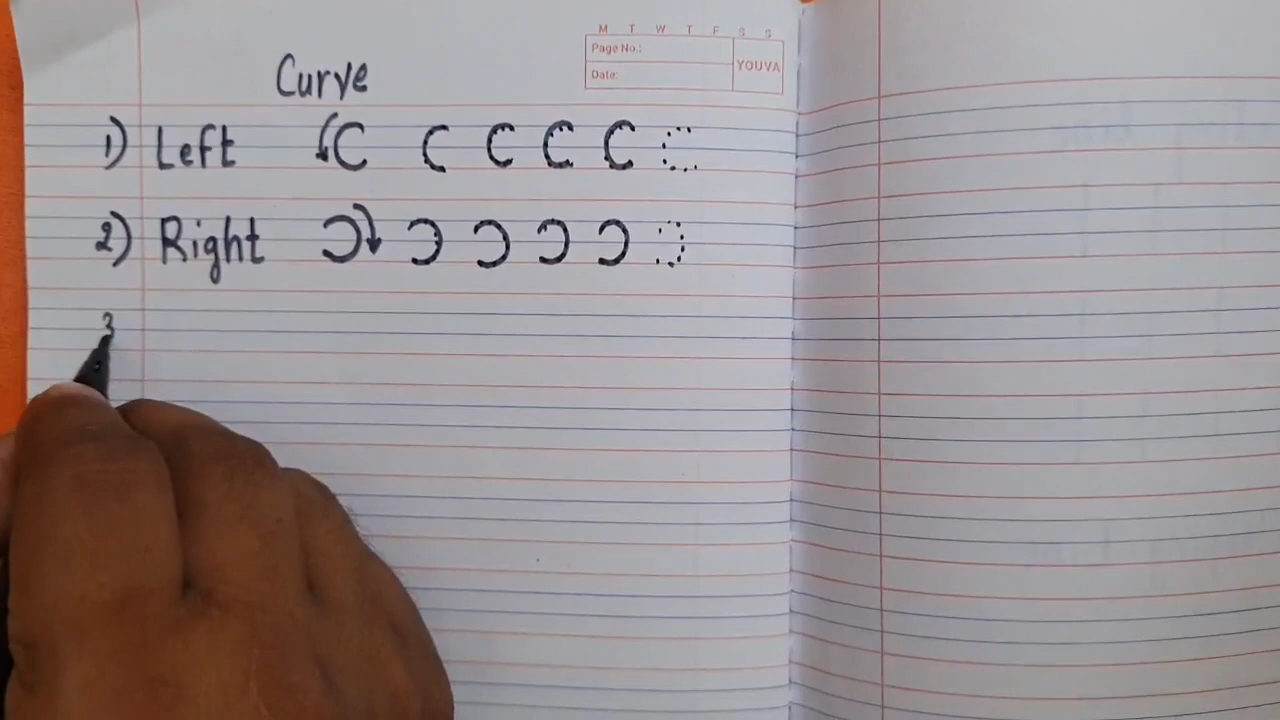 M T W T F S S
Page No.:
Date:
YOUVA
Curve
1) Left C C C C C C
2) Right Ɔ Ɔ Ɔ Ɔ Ɔ Ɔ
3